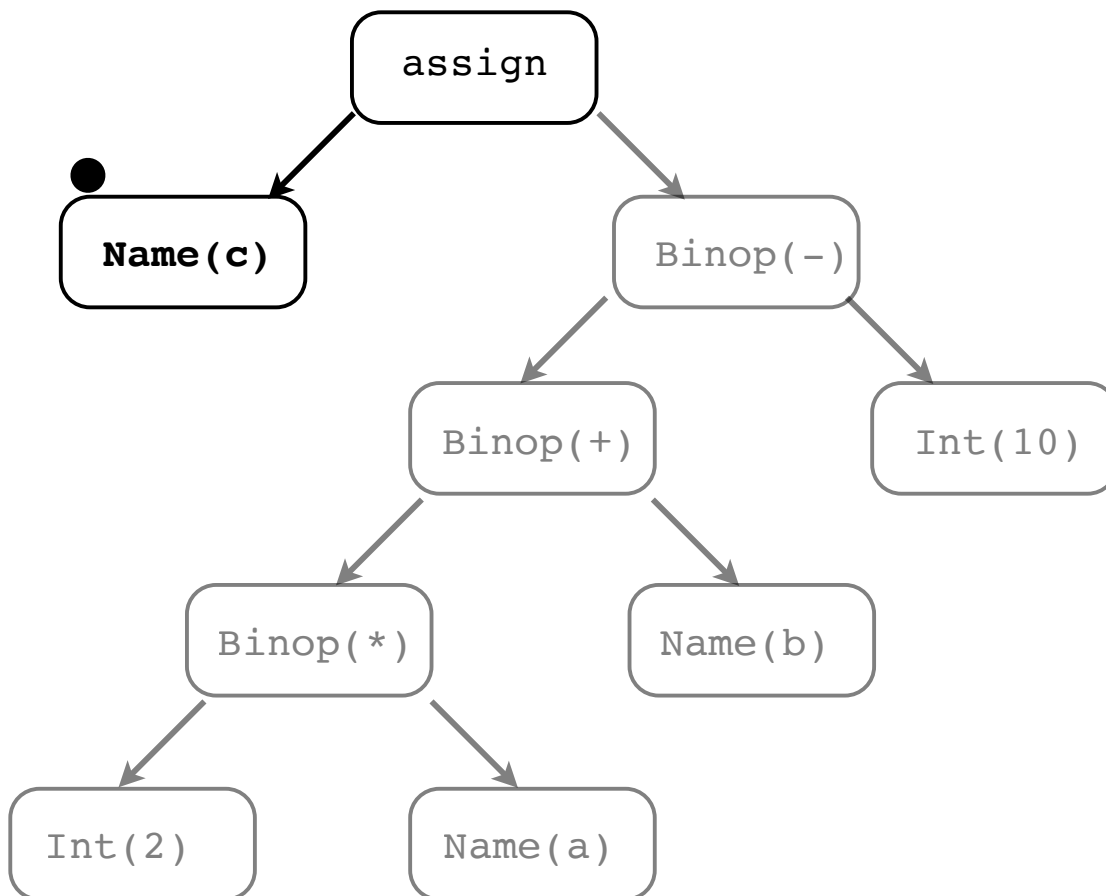 assign
Name(c)
Binop(-)
Binop(+)
Int(10)
Binop(*)
Name(b)
Int(2)
Name(a)